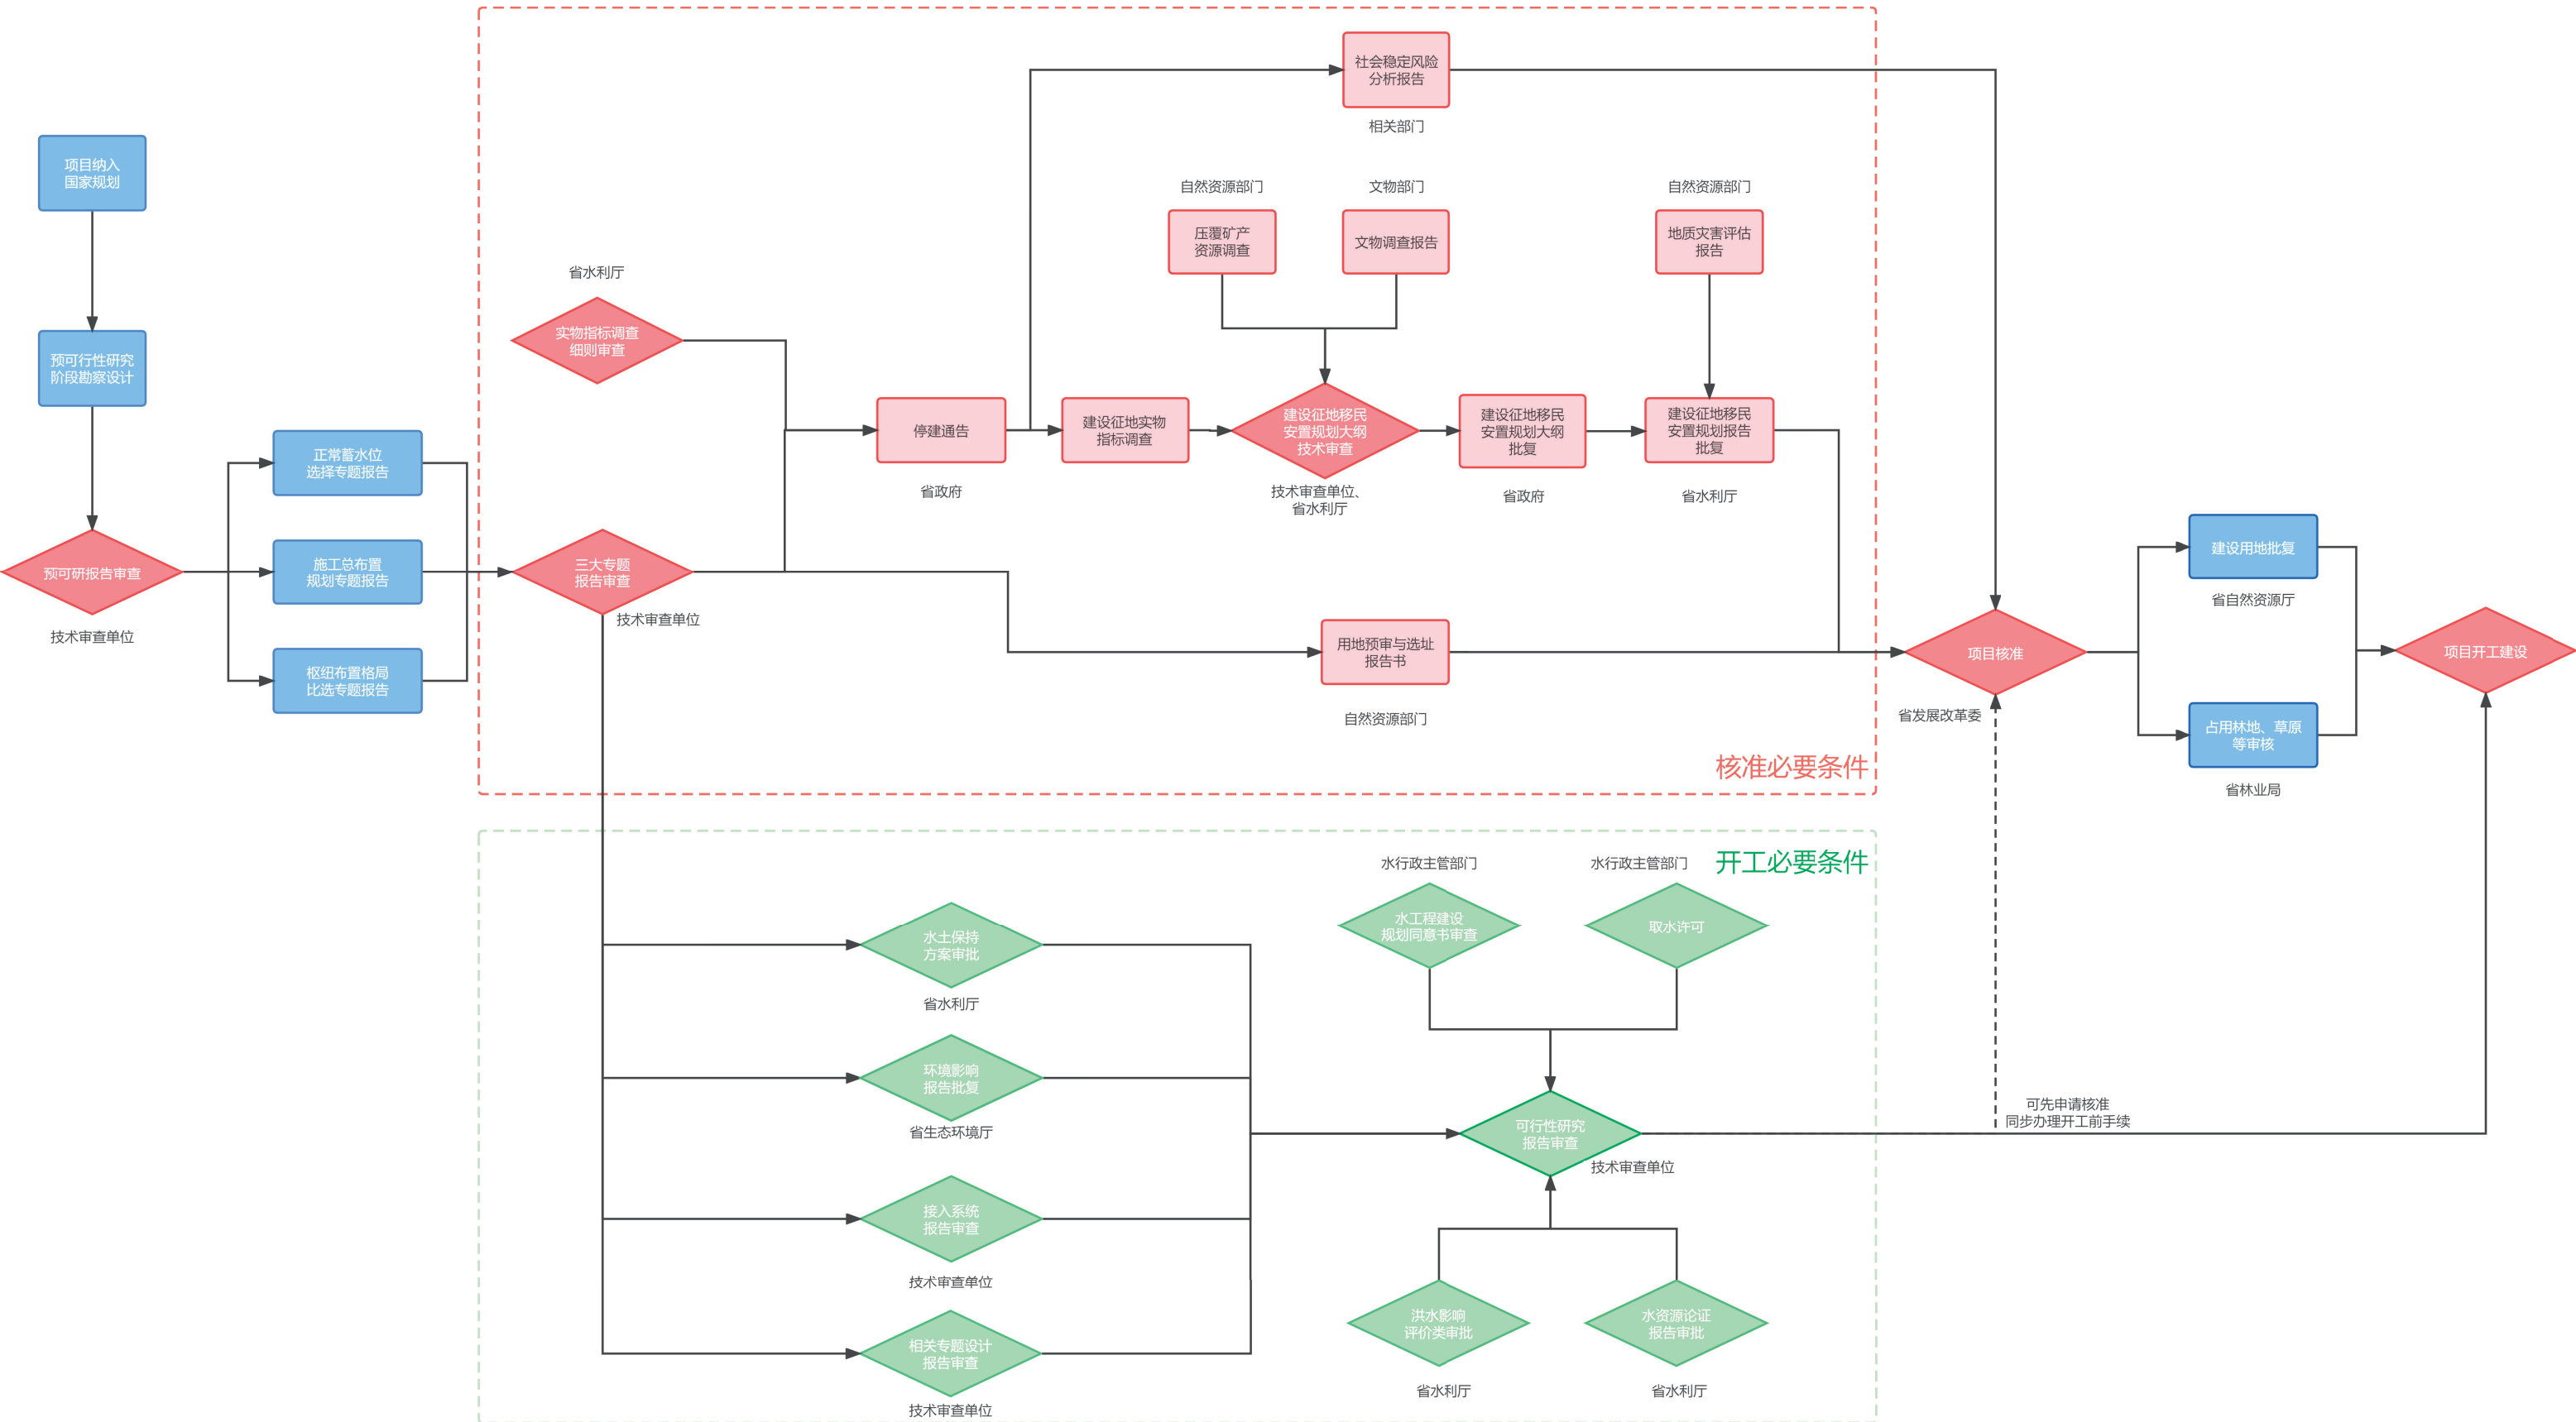 项目纳入
国家规划
预可行性研究
阶段勘察设计
预可研报告审查
技术审查单位
正常蓄水位
选择专题报告
施工总布置
规划专题报告
枢纽布置格局
比选专题报告
省水利厅
实物指标调查
细则审查
三大专题
报告审查
技术审查单位
停建通告
省政府
社会稳定风险
分析报告
相关部门
自然资源部门
压覆矿产
资源调查
文物部门
文物调查报告
自然资源部门
地质灾害评估
报告
建设征地实物
指标调查
建设征地移民
安置规划大纲
技术审查
技术审查单位、
省水利厅
建设征地移民
安置规划大纲
批复
省政府
建设征地移民
安置规划报告
批复
省水利厅
用地预审与选址
报告书
自然资源部门
核准必要条件
项目核准
省发展改革委
建设用地批复
省自然资源厅
占用林地、草原
等审核
省林业局
项目开工建设
开工必要条件
水土保持
方案审批
省水利厅
环境影响
报告批复
省生态环境厅
接入系统
报告审查
技术审查单位
相关专题设计
报告审查
技术审查单位
水行政主管部门
水工程建设
规划同意书审查
水行政主管部门
取水许可
可行性研究
报告审查
技术审查单位
洪水影响
评价类审批
省水利厅
水资源论证
报告审批
省水利厅
可先申请核准
同步办理开工前手续